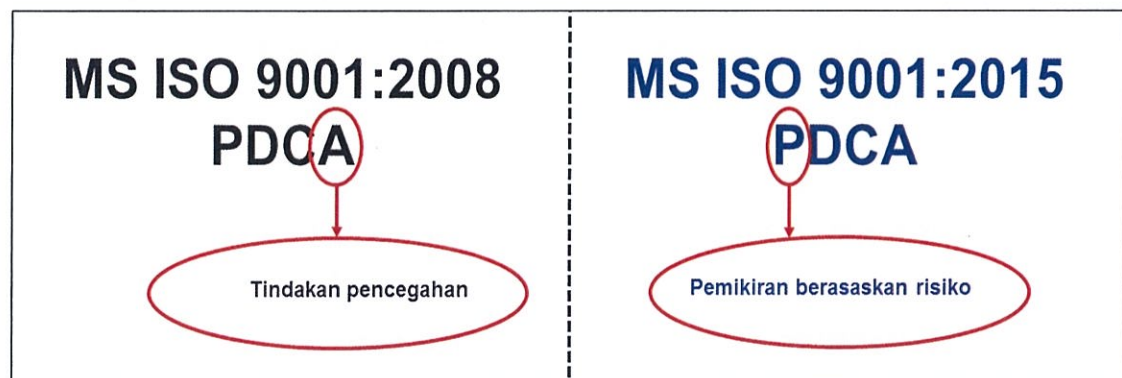 MS ISO 9001:2008
PDCA
Tindakan pencegahan
MS ISO 9001:2015
PDCA
Pemikiran berasaskan risiko